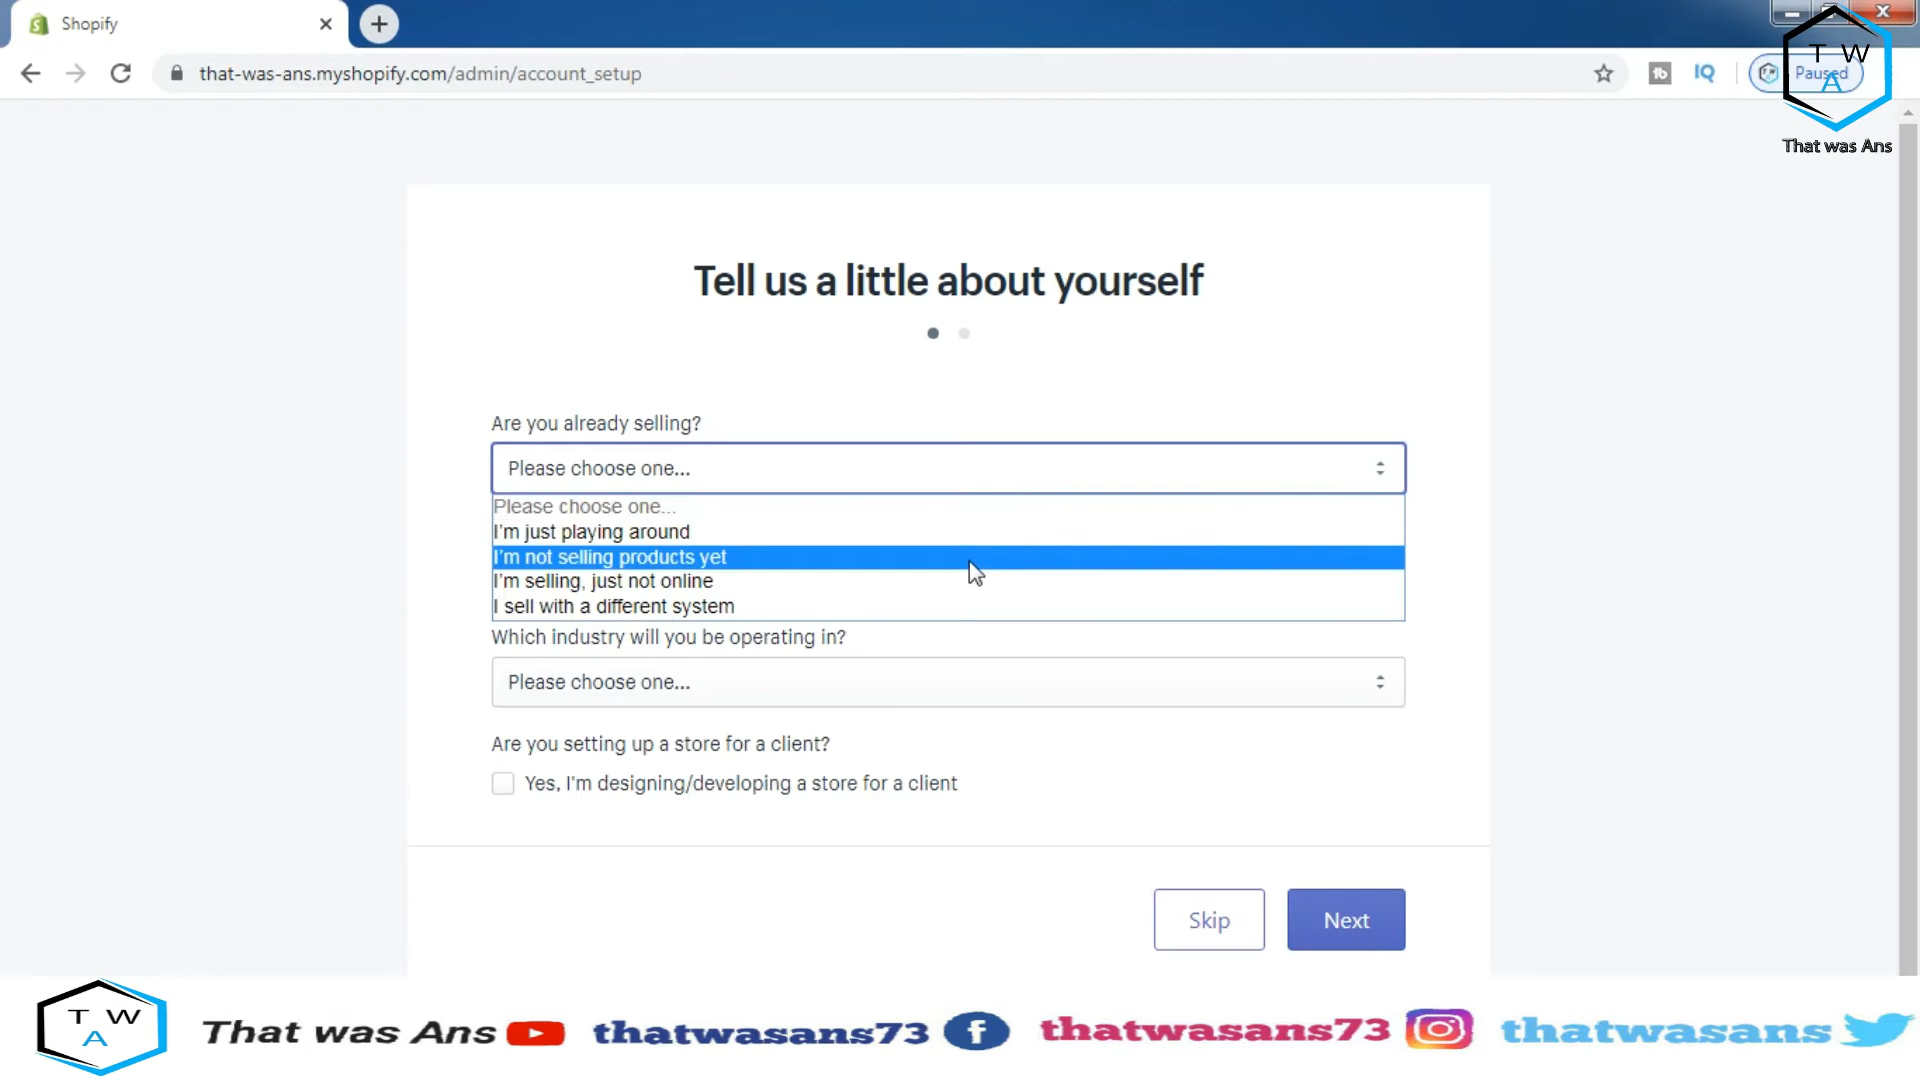 Shopify
that-was-ans.myshopify.com/admin/account_setup
IQ
Paused
T W
A
That was Ans
Tell us a little about yourself
Are you already selling?
Please choose one...
Please choose one...
I'm just playing around
I'm not selling products yet
I'm selling, just not online
I sell with a different system
Which industry will you be operating in?
Please choose one...
Are you setting up a store for a client?
Yes, I'm designing/developing a store for a client
Skip
Next
T W
A
That was Ans
thatwasans73
f
thatwasans73
thatwasans